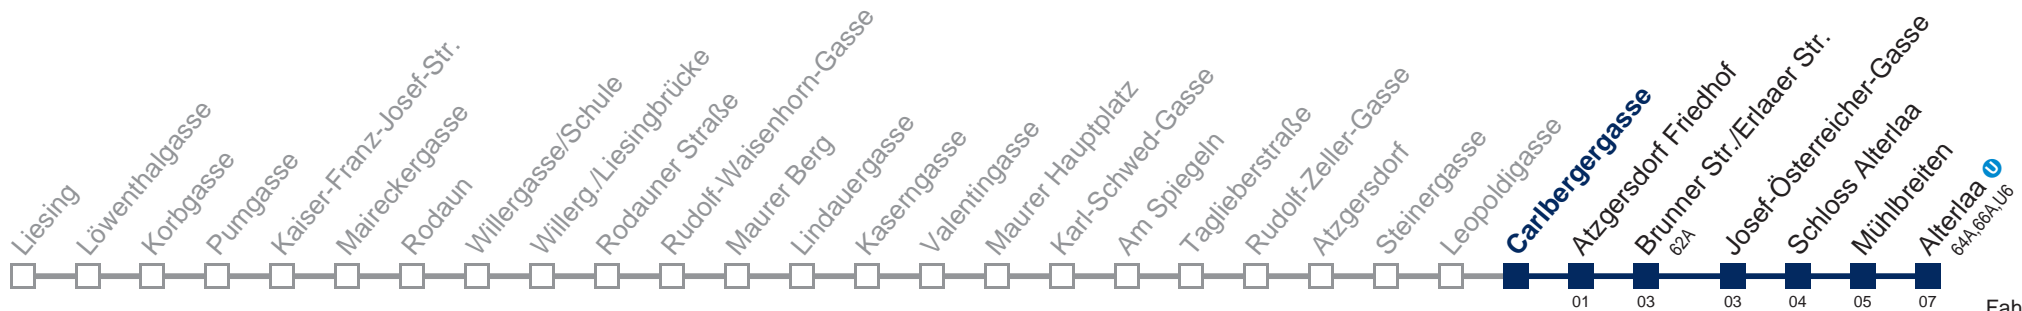 Liesing
Löwenthalgasse
Korbgasse
Pumgasse
Kaiser-Franz-Josef-Str.
Maireckergasse
Rodaun
Willergasse/Schule
Willerg./Liesingbrücke
Rodauner Straße
Rudolf-Waisenhorn-Gasse
Maurer Berg
Lindauergasse
Kaserngasse
Valentingasse
Maurer Hauptplatz
Karl-Schwed-Gasse
Am Spiegeln
Taglieberstraße
Rudolf-Zeller-Gasse
Atzgersdorf
Steinergasse
Leopoldigasse
Carlbergergasse
Atzgersdorf Friedhof
Brunner Str./Erlaaer Str.
62A
Josef-Österreicher-Gasse
Schloss Alterlaa
Mühlbreiten
Alterlaa U
64A,66A,U6
01 03 03 04 05 07
Fah